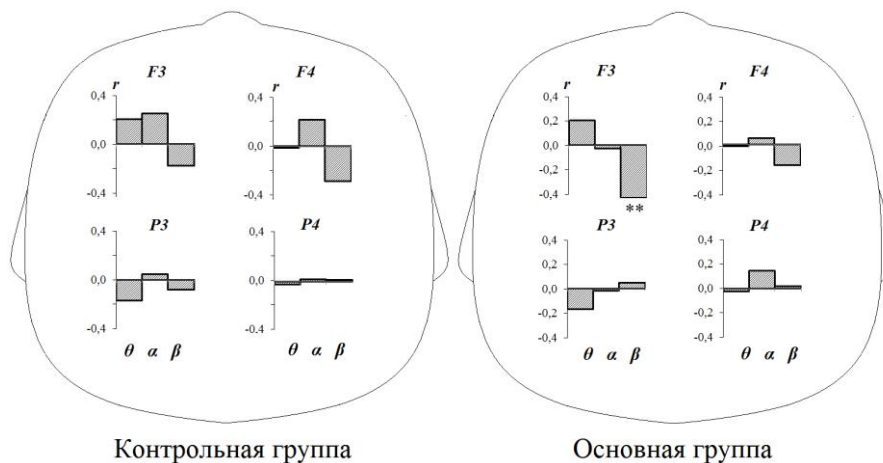 F3 F4
r r
0,4 0,4
0,0 0,0
-0,4 -0,4
P3 P4
0,4 0,4
0,0 0,0
-0,4 -0,4
θ α β θ α β
Контрольная группа
F3 F4
r r
0,4 0,4
0,2 0,2
0,0 0,0
-0,2 -0,2
-0,4 -0,4
**
P3 P4
0,4 0,4
0,2 0,2
0,0 0,0
-0,2 -0,2
-0,4 -0,4
θ α β θ α β
Основная группа